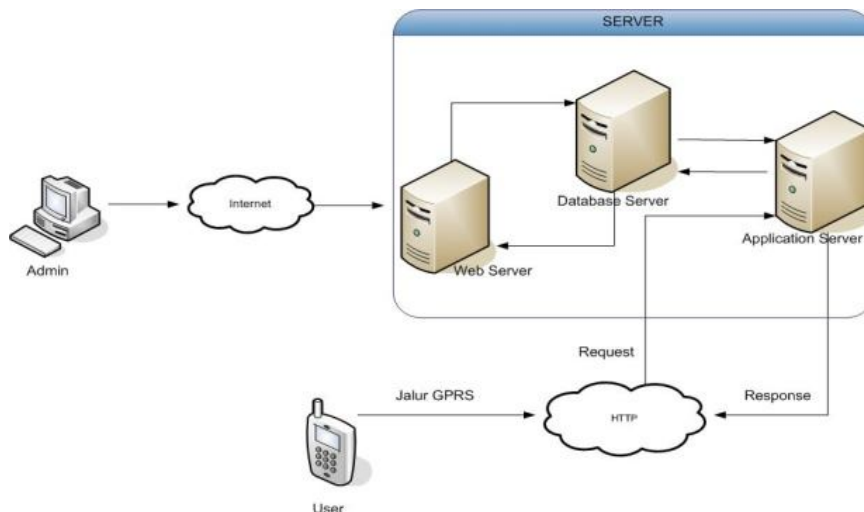 SERVER
Database Server
Application Server
Internet
Web Server
Admin
Request
Jalur GPRS
HTTP
Response
User